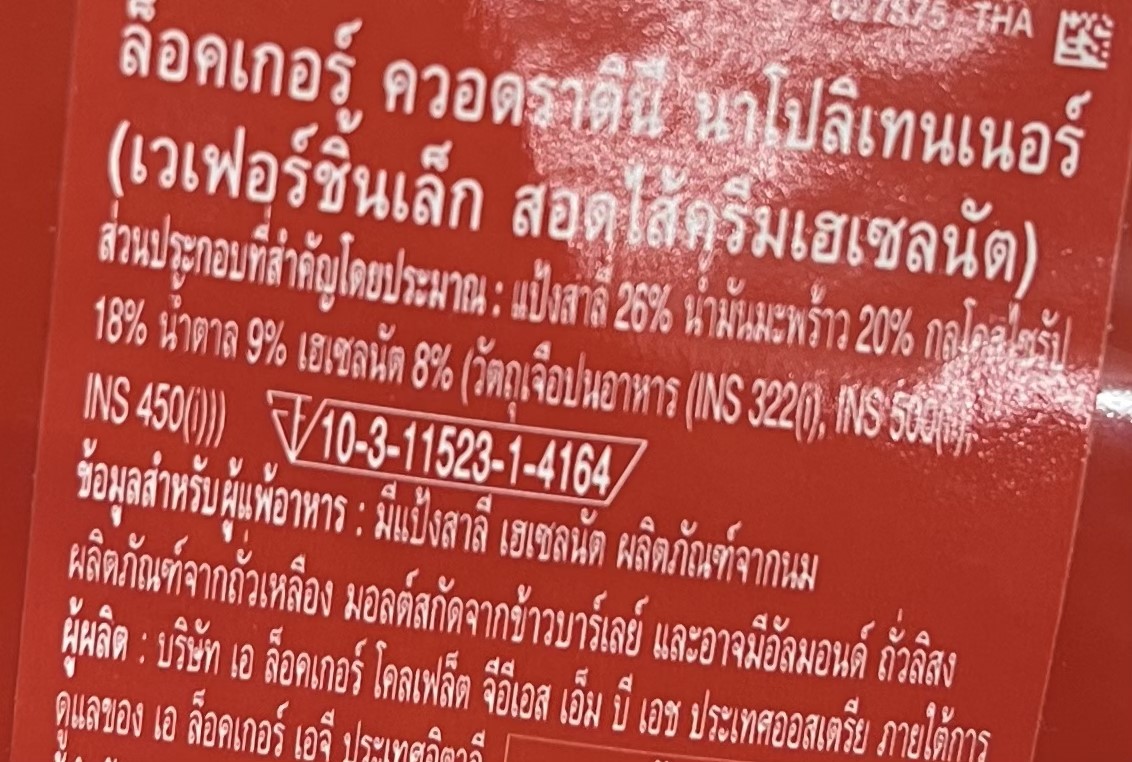 THA
ล็อคเกอร์ ควอดราตินี นาโปลิเทนเนอร์
(เวเฟอร์ชิ้นเล็ก สอดไส้ครีมเฮเซลนัต)
ส่วนประกอบที่สำคัญโดยประมาณ : แป้งสาลี 26% น้ำมันมะพร้าว 20% กลูโคสไซรัป
18% น้ำตาล 9% เฮเซลนัต 8% (วัตถุเจือปนอาหาร (INS 322(i), INS 500(ii),
INS 450(i)))
10-3-11523-1-4164
ข้อมูลสำหรับผู้แพ้อาหาร : มีแป้งสาลี เฮเซลนัต ผลิตภัณฑ์จากนม
ผลิตภัณฑ์จากถั่วเหลือง มอลต์สกัดจากข้าวบาร์เลย์ และอาจมีอัลมอนด์ ถั่วลิสง
ผู้ผลิต : บริษัท เอ ล็อคเกอร์ โคลเฟล็ต จีอีเอส เอ็ม บี เอช ประเทศออสเตรีย ภายใต้การ
ดูแลของ เอ ล็อคเกอร์ เอจี ประเทศอิตาลี